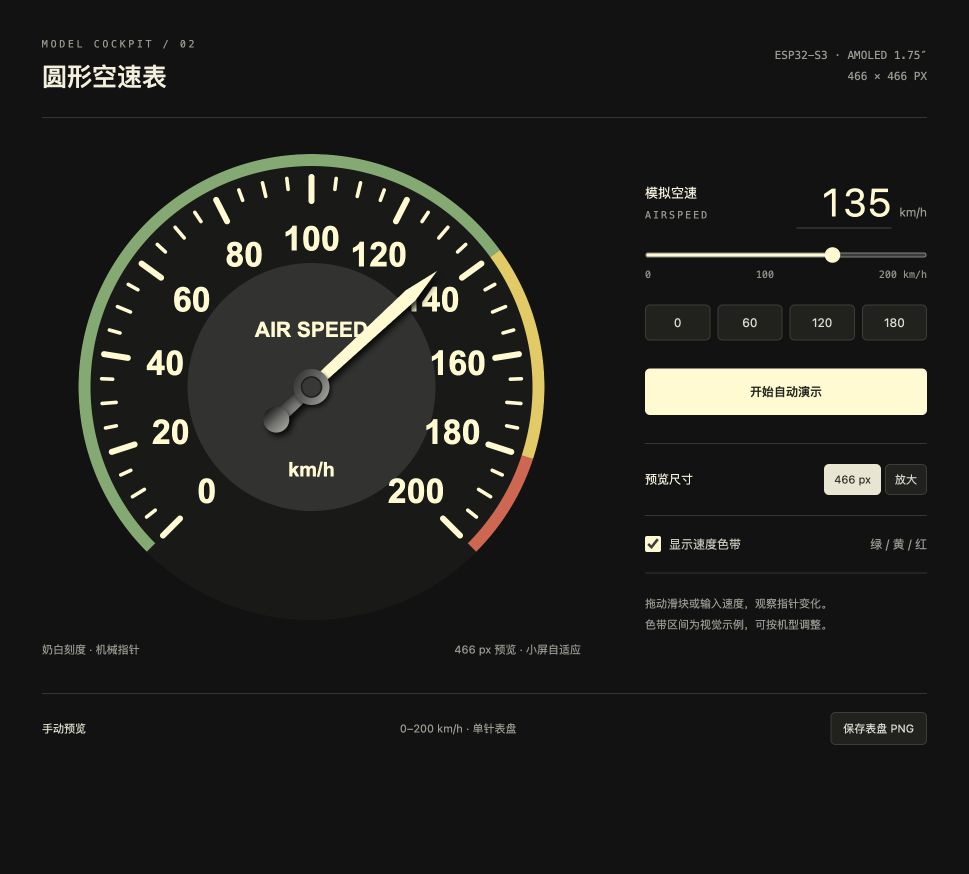 MODEL COCKPIT / 02
圆形空速表
ESP32-S3 · AMOLED 1.75″
466 × 466 PX
100
80
120
60
140
AIR SPEED
40
160
20
180
km/h
0
200
奶白刻度 · 机械指针
466 px 预览 · 小屏自适应
模拟空速
AIRSPEED
135 km/h
0 100 200 km/h
0 60 120 180
开始自动演示
预览尺寸 466 px 放大
显示速度色带 绿 / 黄 / 红
拖动滑块或输入速度，观察指针变化。
色带区间为视觉示例，可按机型调整。
手动预览 0–200 km/h · 单针表盘 保存表盘 PNG